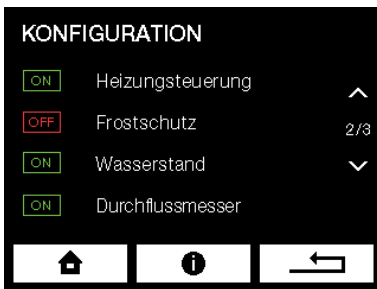 KONFIGURATION
ON Heizungsteuerung
OFF Frostschutz
2/3
ON Wasserstand
ON Durchflussmesser